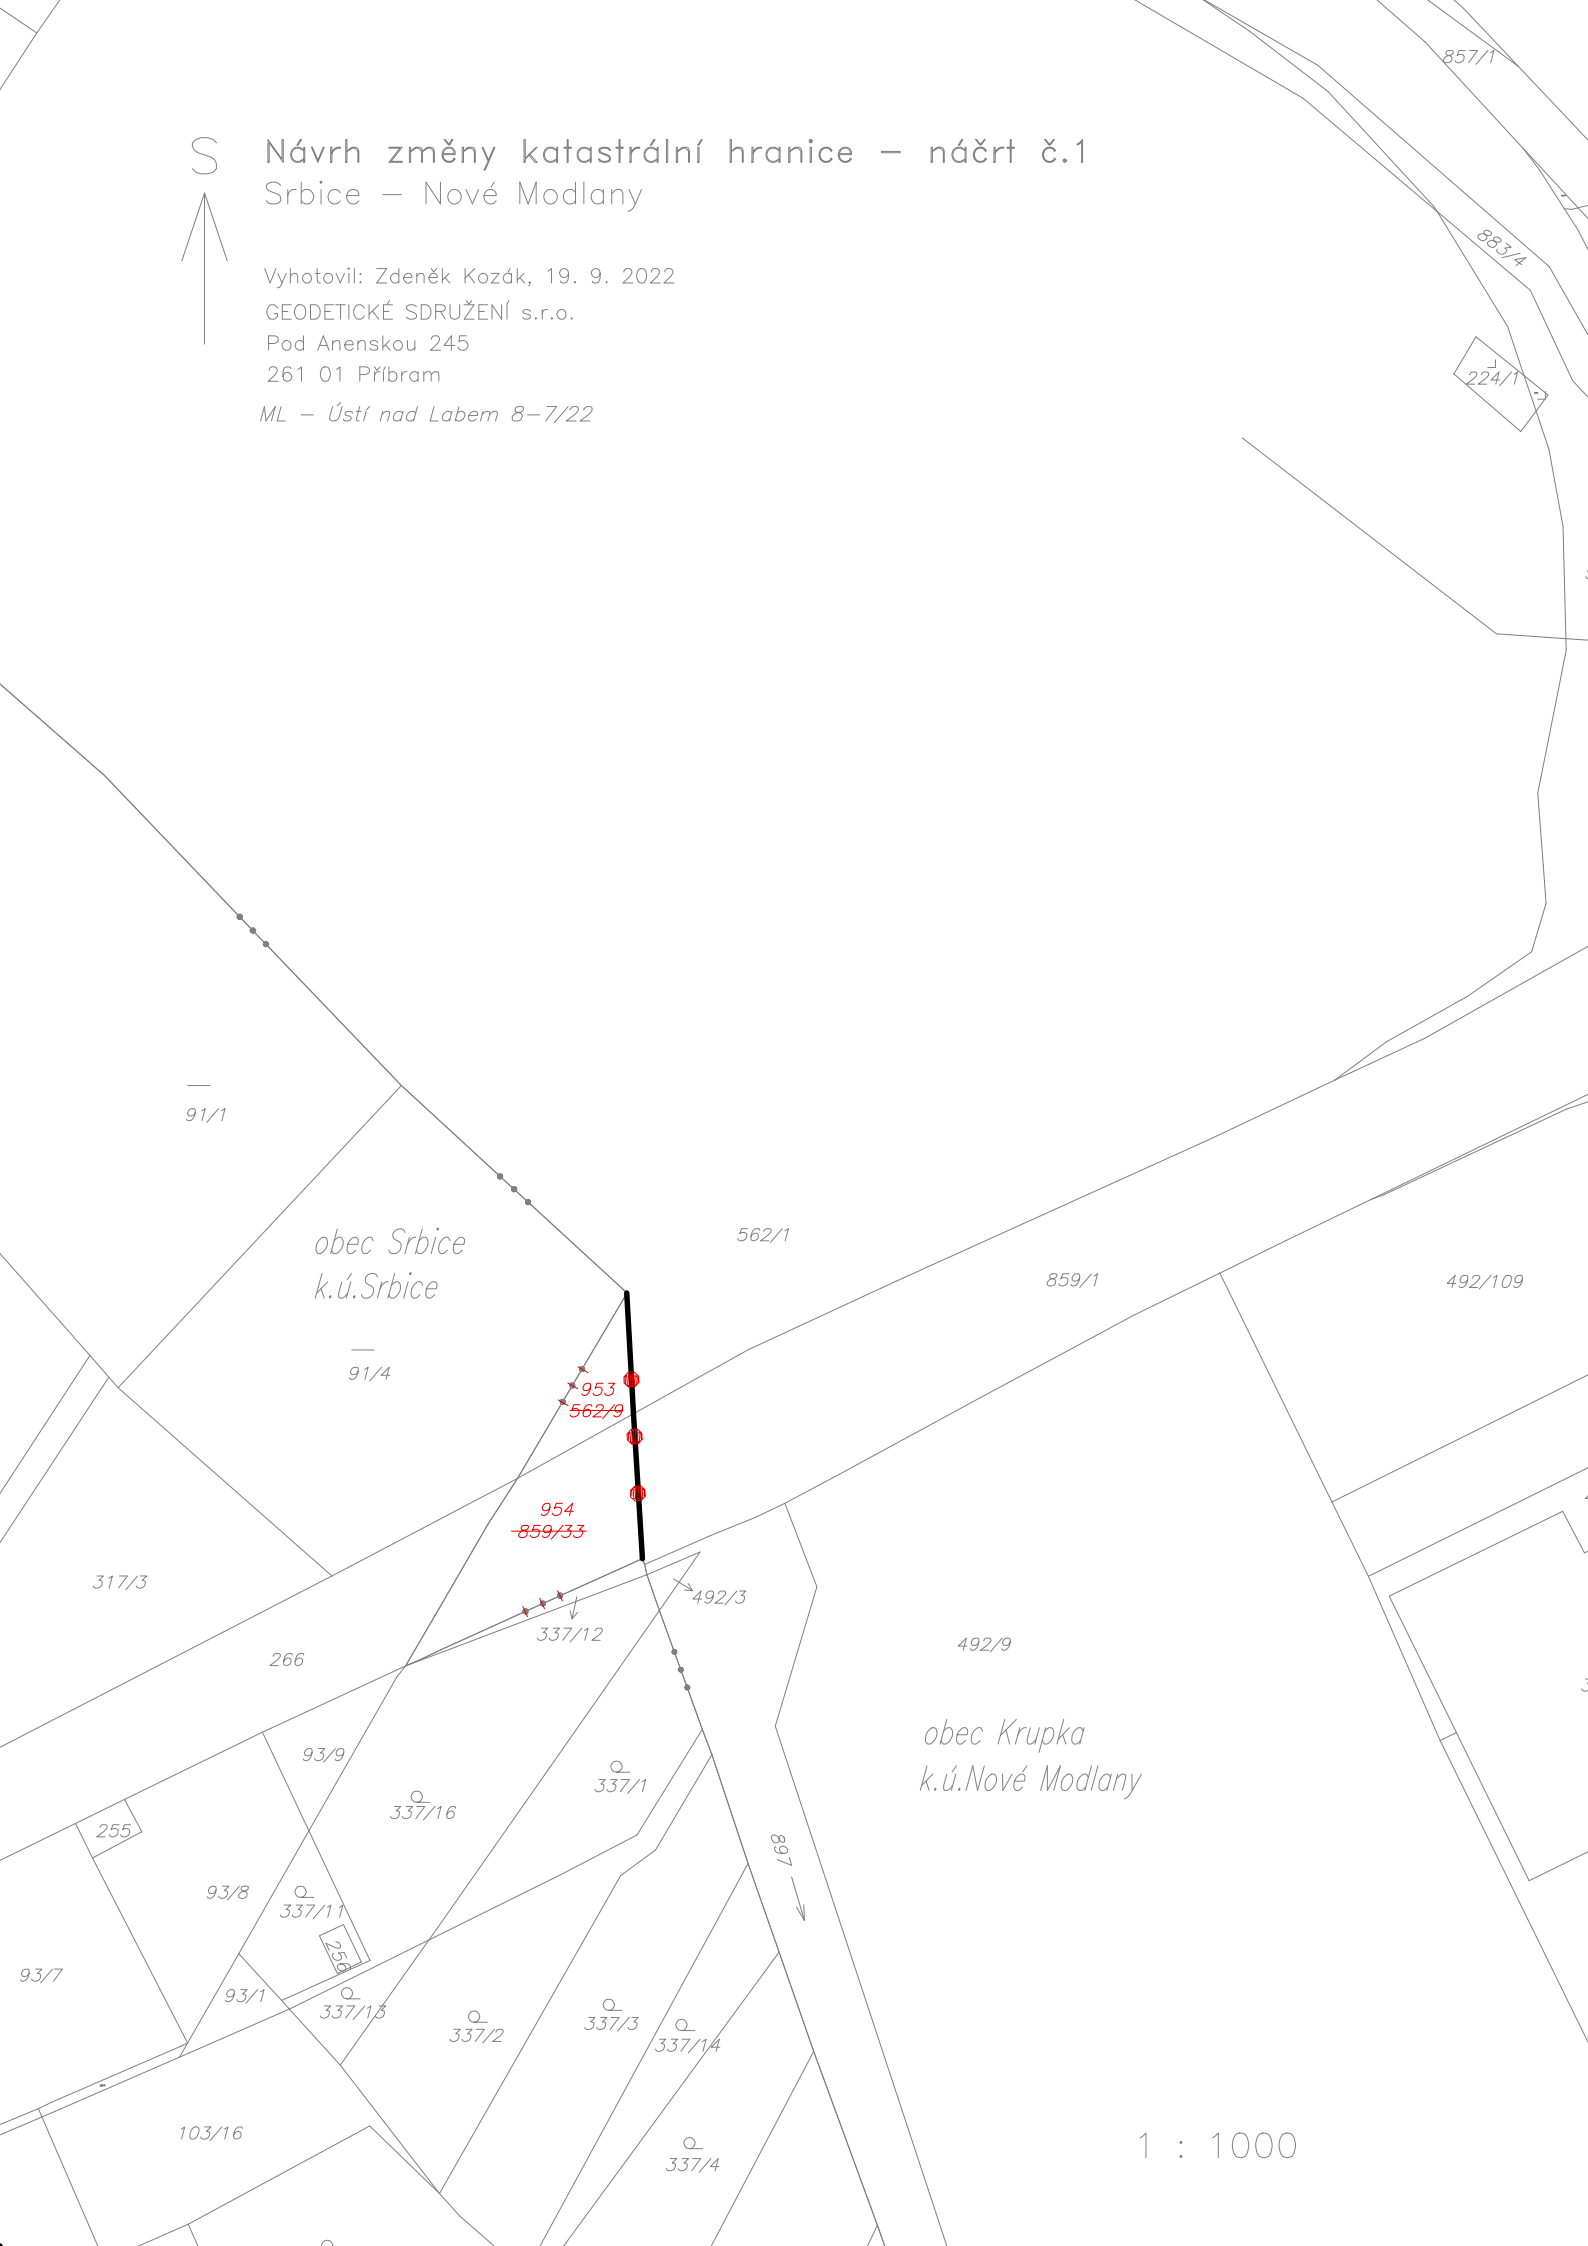 857/1
S
Návrh změny katastrální hranice – náčrt č.1
Srbice – Nové Modlany
883/4
Vyhotovil: Zdeněk Kozák, 19. 9. 2022
GEODETICKÉ SDRUŽENÍ s.r.o.
Pod Anenskou 245
261 01 Příbram
224/1
ML – Ústí nad Labem 8–7/22
91/1
562/1
obec Srbice
k.ú.Srbice
859/1
492/109
91/4
953
562/9
954
859/33
317/3
492/3
337/12
492/9
266
obec Krupka
k.ú.Nové Modlany
93/9
337/1
337/16
255
897
93/8
337/11
256
93/7
93/1
337/13
337/2
337/3
337/14
103/16
337/4
1 : 1000